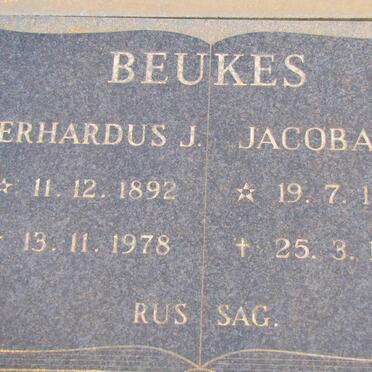 BEUKES
ERHARDUS J. JACOBA
☆ 11. 12. 1892 ☆ 19. 7. 1
13. 11. 1978 † 25. 3. 1
RUS SAG.